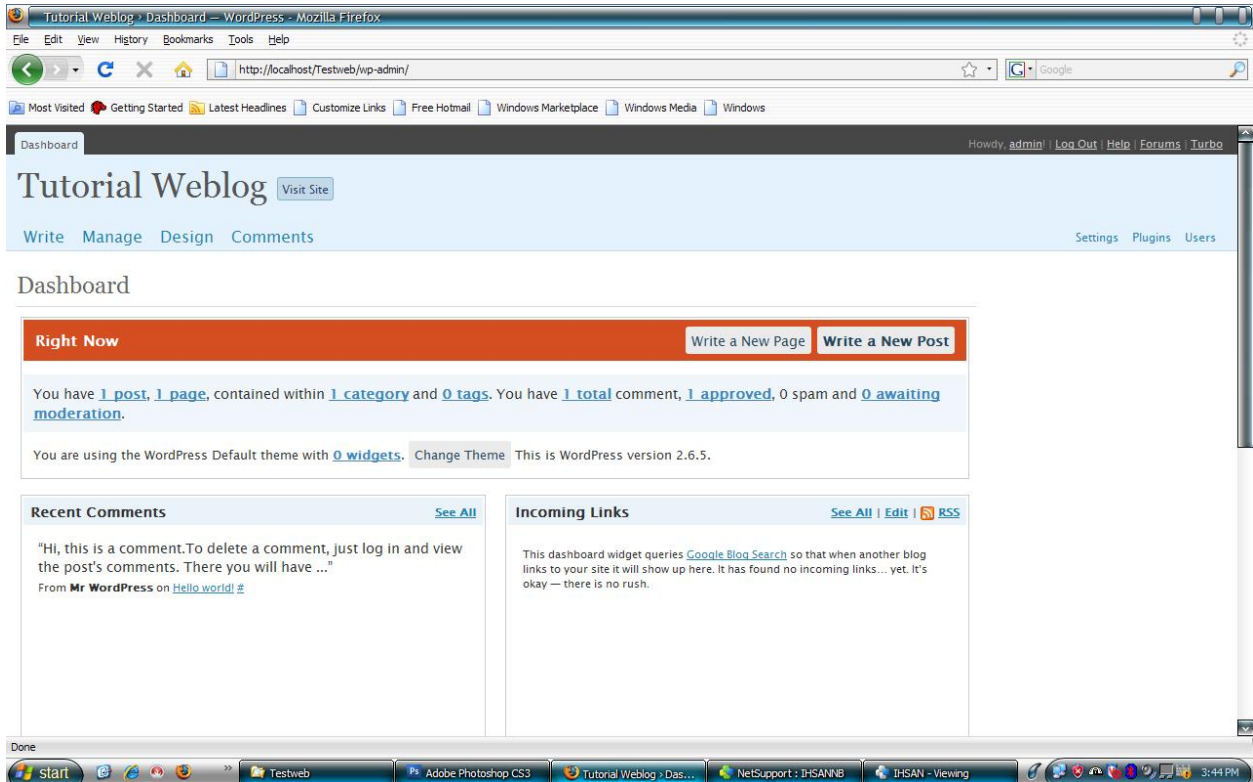 Tutorial Weblog › Dashboard — WordPress - Mozilla Firefox
File Edit View History Bookmarks Tools Help
http://localhost/Testweb/wp-admin/ G Google
Most Visited Getting Started Latest Headlines Customize Links Free Hotmail Windows Marketplace Windows Media Windows
Dashboard Howdy, admin! | Log Out | Help | Forums | Turbo
Tutorial Weblog Visit Site
Write Manage Design Comments Settings Plugins Users
Dashboard
Right Now Write a New Page Write a New Post
You have 1 post, 1 page, contained within 1 category and 0 tags. You have 1 total comment, 1 approved, 0 spam and 0 awaiting
moderation.
You are using the WordPress Default theme with 0 widgets. Change Theme This is WordPress version 2.6.5.
Recent Comments See All
“Hi, this is a comment.To delete a comment, just log in and view
the post's comments. There you will have ...”
From Mr WordPress on Hello world! #
Incoming Links See All | Edit | RSS
This dashboard widget queries Google Blog Search so that when another blog
links to your site it will show up here. It has found no incoming links... yet. It's
okay — there is no rush.
Done
start » Testweb Ps Adobe Photoshop CS3 Tutorial Weblog › Das... NetSupport : IHSANNB IHSAN - Viewing 3:44 PM